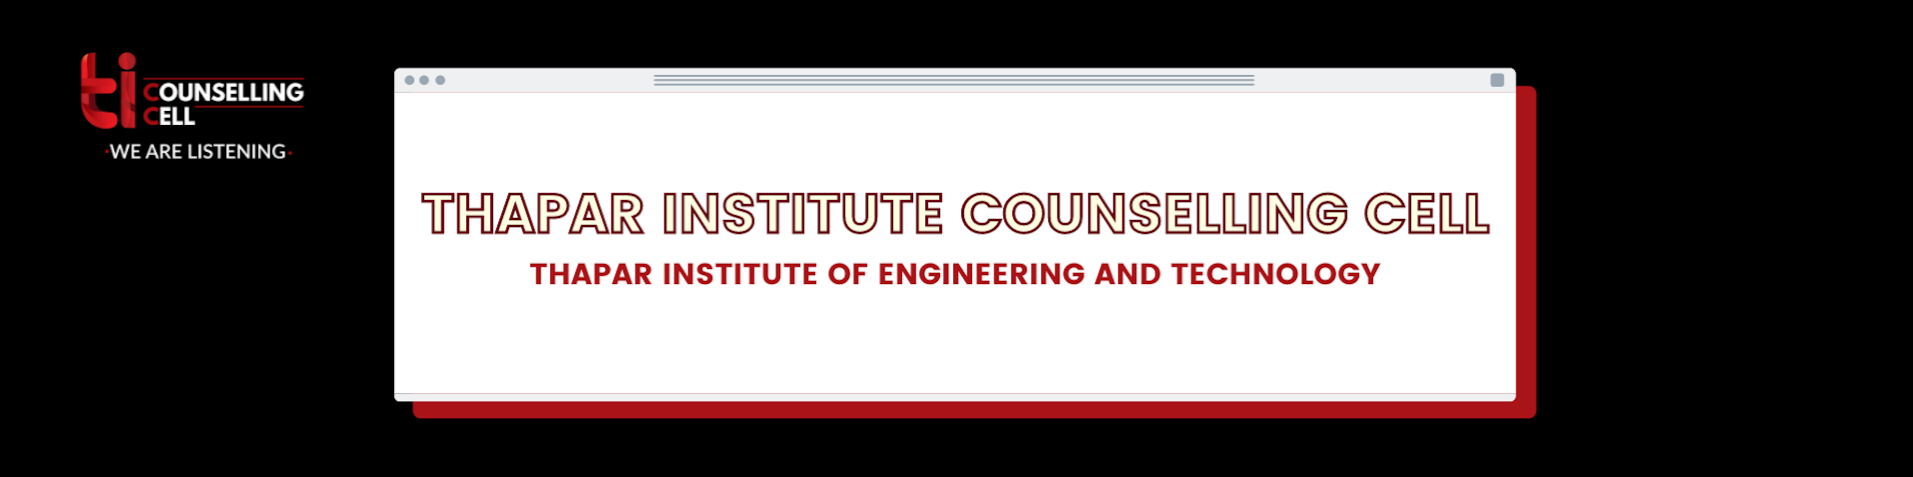 ti COUNSELLING
CELL
·WE ARE LISTENING·
THAPAR INSTITUTE COUNSELLING CELL
THAPAR INSTITUTE OF ENGINEERING AND TECHNOLOGY